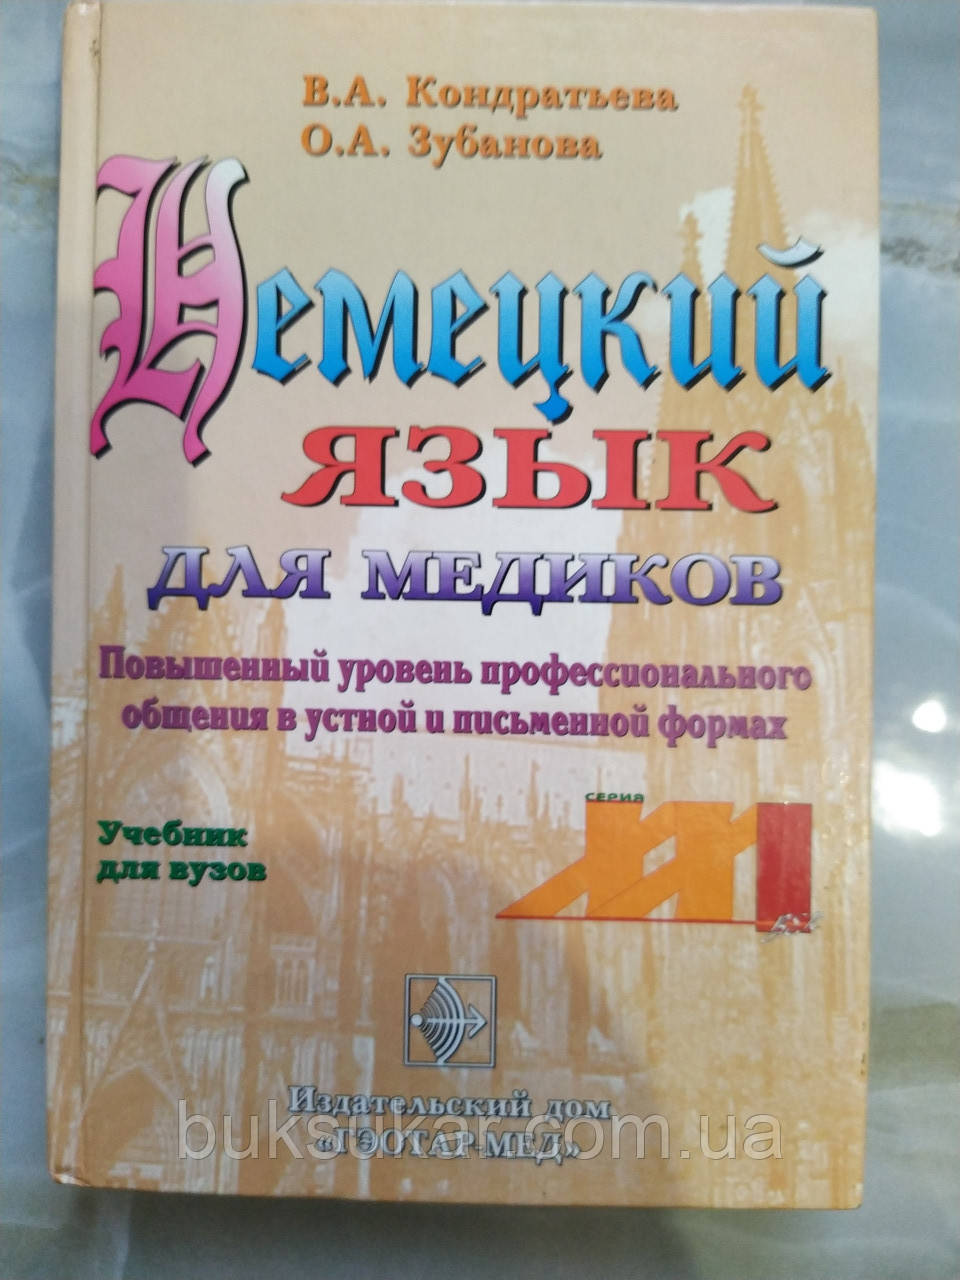 В.А. Кондратьева
О.А. Зубанова
Немецкий
язык
для медиков
Повышенный уровень профессионального
общения в устной и письменной формах
Учебник
для вузов
серия
XXI
век
Издательский дом
«ГЭОТАР-МЕД»
buksukar.com.ua